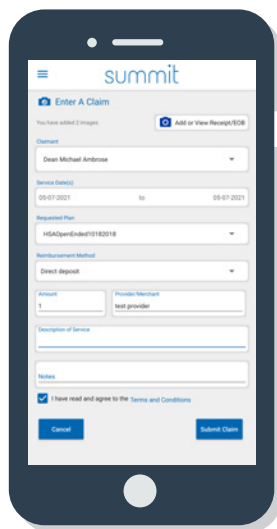 summit
Enter A Claim
You have added 2 images.
Add or View Receipt/EOB
Claimant
Dean Michael Ambrose
Service Date(s)
05-07-2021 to 05-07-2021
Requested Plan
HSAOpenEnded10182018
Reimbursement Method
Direct deposit
Amount Provider/Merchant
1 test provider
Description of Service
Notes
I have read and agree to the Terms and Conditions
Cancel Submit Claim